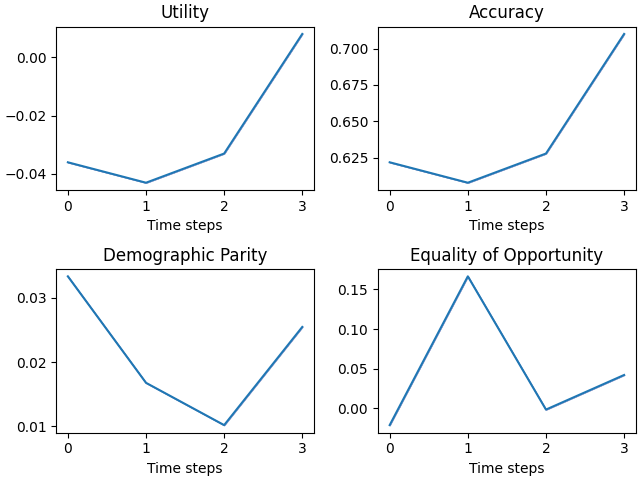 Utility
0.00
−0.02
−0.04
0 1 2 3
Time steps
Accuracy
0.700
0.675
0.650
0.625
0 1 2 3
Time steps
Demographic Parity
0.03
0.02
0.01
0 1 2 3
Time steps
Equality of Opportunity
0.15
0.10
0.05
0.00
0 1 2 3
Time steps